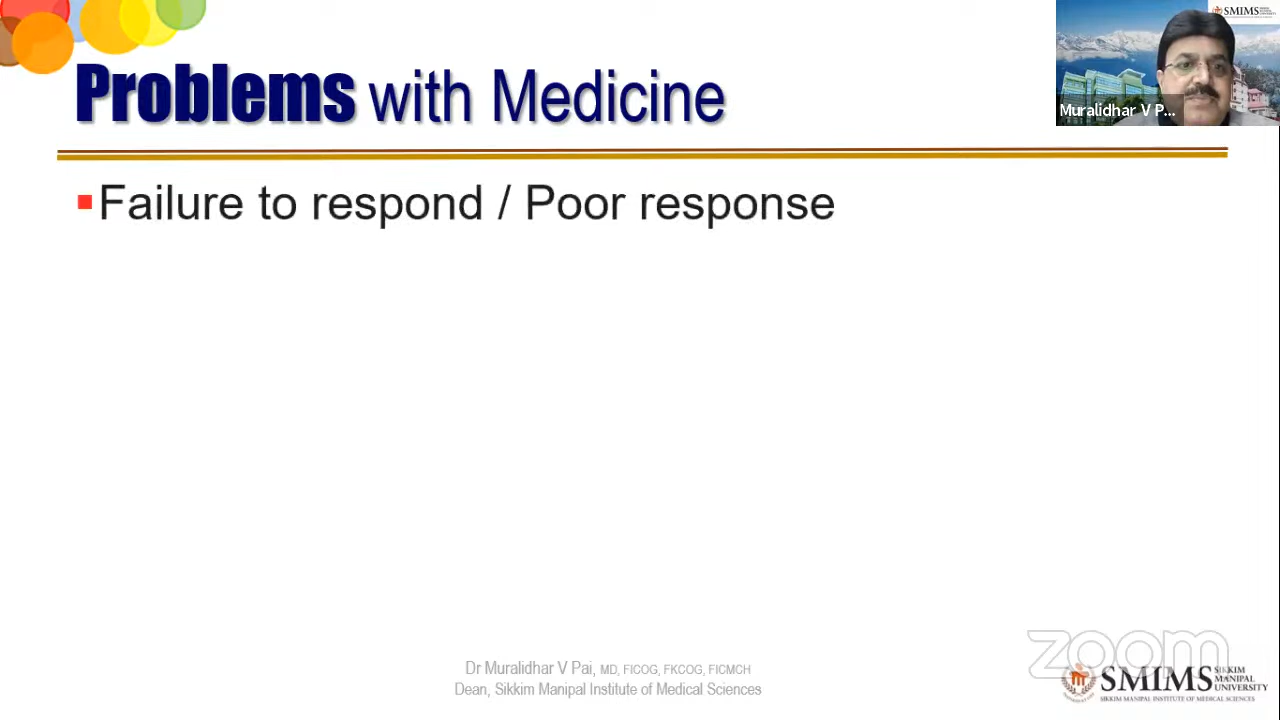 SMIMS
Problems with Medicine
Muralidhar V P...
Failure to respond / Poor response
zoom
Dr Muralidhar V Pai, MD, FICOG, FKCOG, FICMCH
Dean, Sikkim Manipal Institute of Medical Sciences
SMIMS SIKKIM MANIPAL UNIVERSITY
SIKKIM MANIPAL INSTITUTE OF MEDICAL SCIENCES